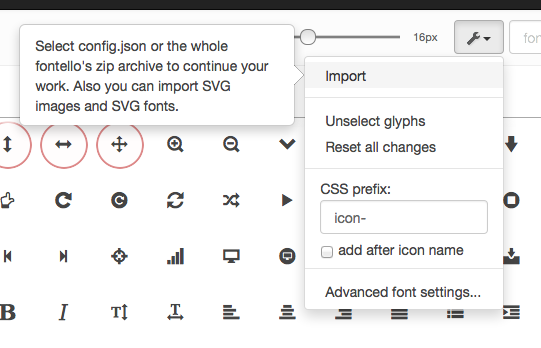 Select config.json or the whole
fontello's zip archive to continue your
work. Also you can import SVG
images and SVG fonts.
16px
fon
Import
Unselect glyphs
Reset all changes
CSS prefix:
icon-
add after icon name
Advanced font settings...